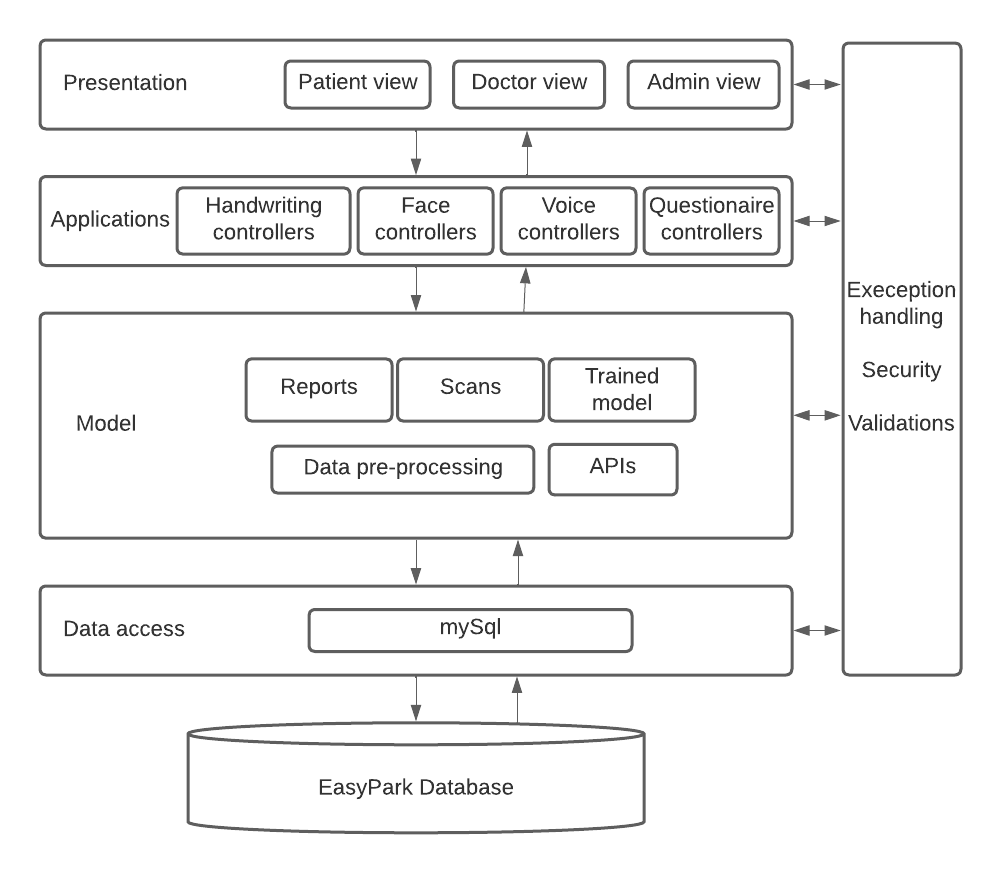 Presentation
Patient view
Doctor view
Admin view
Applications
Handwriting
controllers
Face
controllers
Voice
controllers
Questionaire
controllers
Exeception
handling
Security
Validations
Model
Reports
Scans
Trained
model
Data pre-processing
APIs
Data access
mySql
EasyPark Database